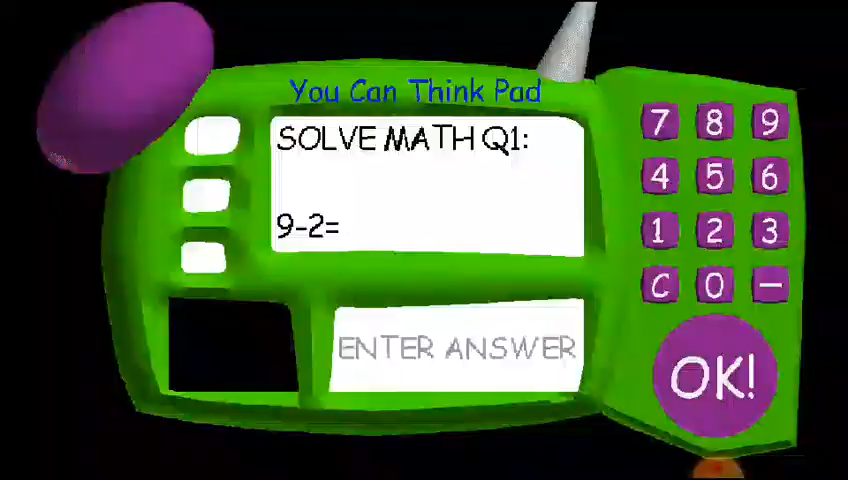 You Can Think Pad
SOLVE MATH Q1:
9-2=
ENTER ANSWER
7 8 9
4 5 6
1 2 3
C 0 —
OK!